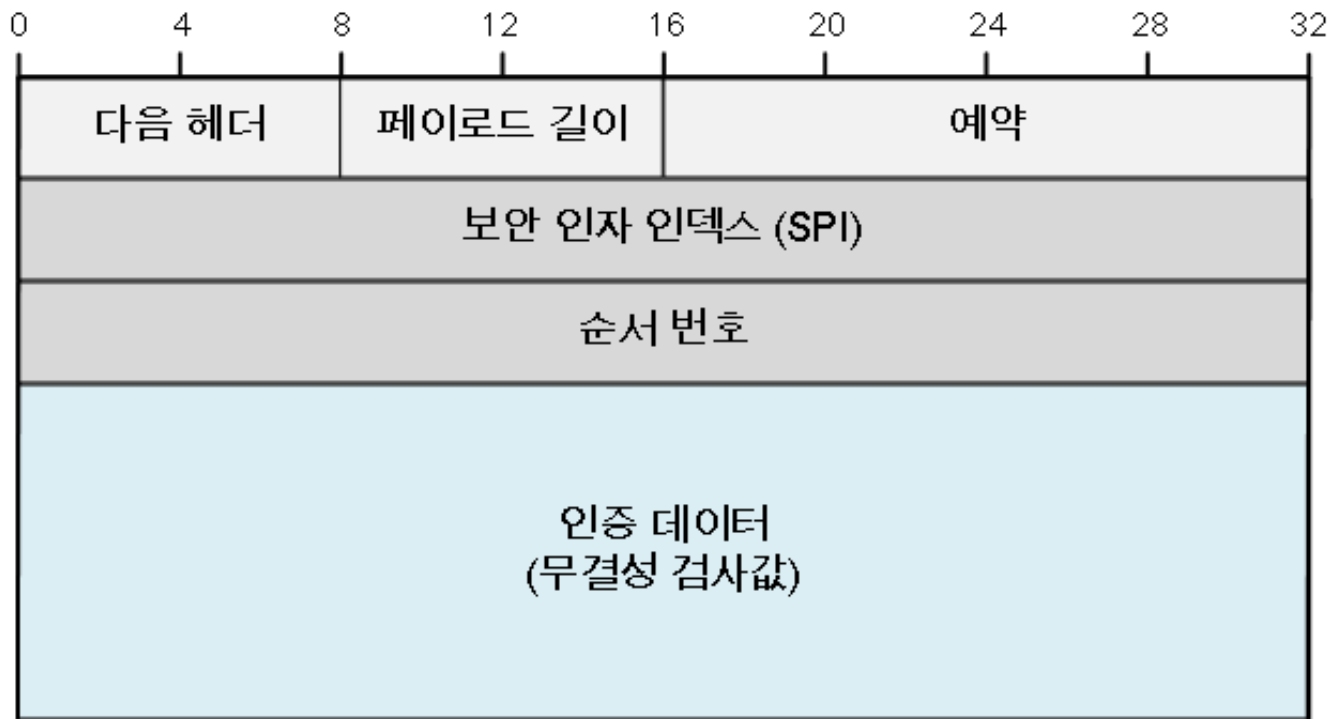 0 4 8 12 16 20 24 28 32
다음 헤더 페이로드 길이 예약
보안 인자 인덱스 (SPI)
순서 번호
인증 데이터
(무결성 검사값)